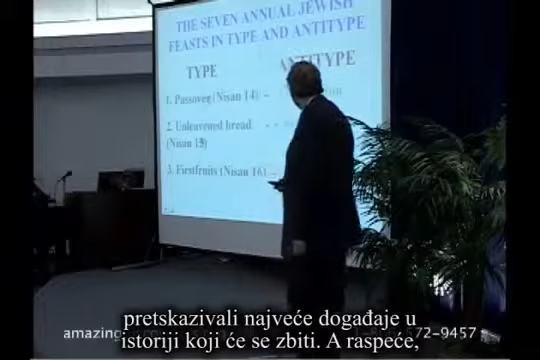 THE SEVEN ANNUAL JEWISH
FEASTS IN TYPE AND ANTITYPE
TYPE ANTITYPE
1. Passover (Nisan 14) –
2. Unleavened bread
(Nisan 15)
3. Firstfruits (Nisan 16) –
pretskazivali najveće događaje u
amazing 572-9457
istoriji koji će se zbiti. A raspeće,